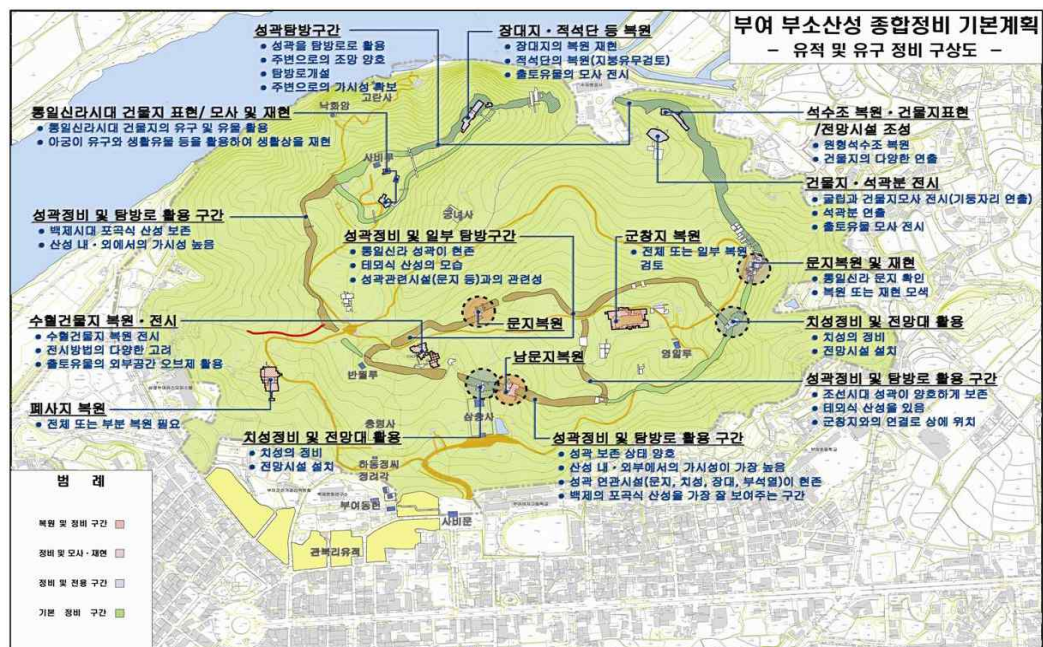 부여 부소산성 종합정비 기본계획
- 유적 및 유구 정비 구상도 -
성곽탐방구간
• 성곽을 탐방로로 활용
• 주변으로의 조망 양호
• 탐방로개설
• 주변으로의 가시성 확보
장대지・적석단 등 복원
• 장대지의 복원 재현
• 적석단의 복원(지붕유무검토)
• 출토유물의 모사 전시
통일신라시대 건물지 표현/ 모사 및 재현
• 통일신라시대 건물지의 유구 및 유물 활용
• 아궁이 유구와 생활유물 등을 활용하여 생활상을 재현
석수조 복원・건물지표현
/전망시설 조성
• 원형석수조 복원
• 건물지의 다양한 연출
건물지・석곽분 전시
• 굴립과 건물지모사 전시(기둥자리 연출)
• 석곽분 연출
• 출토유물 모사 전시
성곽정비 및 탐방로 활용 구간
• 백제시대 포곡식 산성 보존
• 산성 내・외에서의 가시성 높음
성곽정비 및 일부 탐방구간
• 통일신라 성곽이 현존
• 테뫼식 산성의 모습
• 성곽관련시설(문지 등)과의 관련성
군창지 복원
• 전체 또는 일부 복원
검토
문지복원 및 재현
• 통일신라 문지 확인
• 복원 또는 재현 모색
수혈건물지 복원・전시
• 수혈건물지 복원 전시
• 전시방법의 다양한 고려
• 출토유물의 외부공간 오브제 활용
문지복원
치성정비 및 전망대 활용
• 치성의 정비
• 전망시설 설치
남문지복원
성곽정비 및 탐방로 활용 구간
• 조선시대 성곽이 양호하게 보존
• 테뫼식 산성을 있음
• 군창지와의 연결로 상에 위치
폐사지 복원
• 전체 또는 부분 복원 필요
치성정비 및 전망대 활용
• 치성의 정비
• 전망시설 설치
성곽정비 및 탐방로 활용 구간
• 성곽 보존 상태 양호
• 산성 내・외부에서의 가시성이 가장 높음
• 성곽 연관시설(문지, 치성, 장대, 부석열)이 현존
• 백제의 포곡식 산성을 가장 잘 보여주는 구간
고란사
낙화암
사비루
궁녀사
반월루
영일루
삼충사
하동정씨
정려각
부여동헌
사비문
관북리유적
범 례
복원 및 정비 구간
정비 및 모사・재현
정비 및 전용 구간
기본 정비 구간